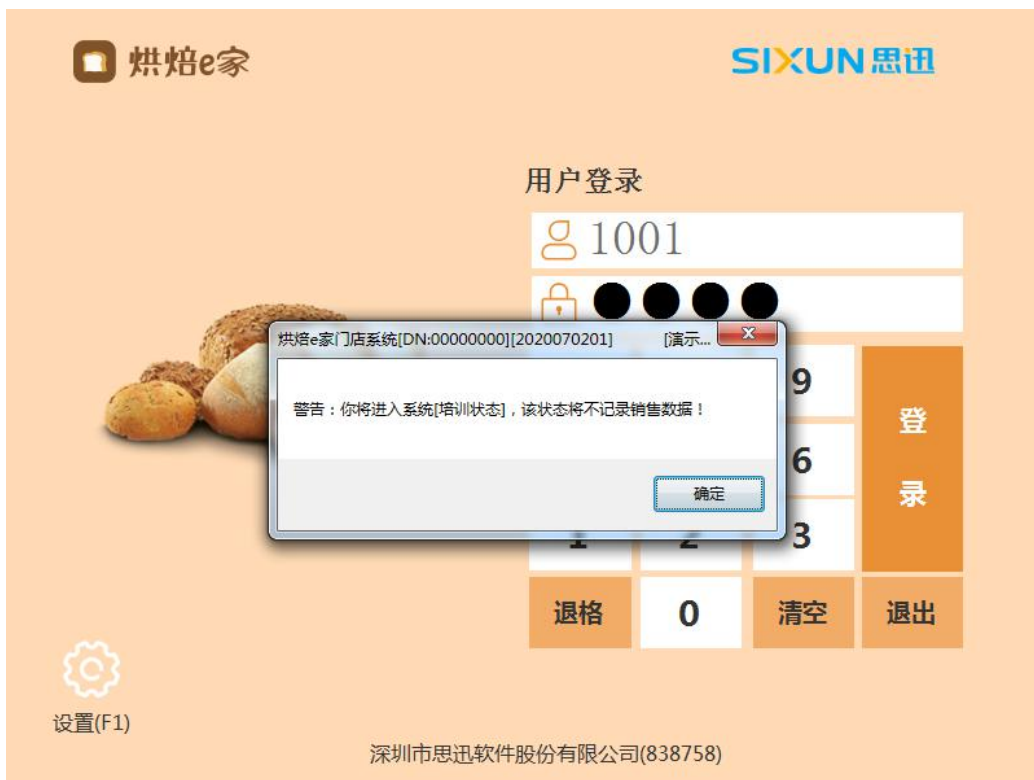 烘焙e家
SIXUN思迅
用户登录
1001
烘焙e家门店系统[DN:00000000][2020070201] [演示...
警告：你将进入系统[培训状态]，该状态将不记录销售数据！
确定
9
6
登录
1 2 3
退格 0 清空 退出
设置(F1)
深圳市思迅软件股份有限公司(838758)